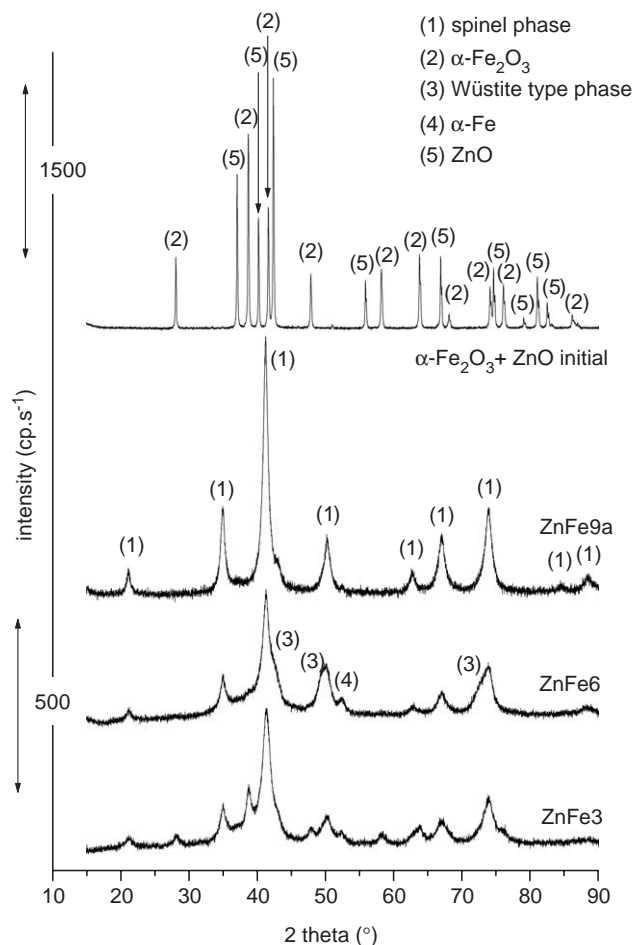 (1) spinel phase
(2) α-Fe₂O₃
(3) Wüstite type phase
(4) α-Fe
(5) ZnO
(2)
(5)
(5)
(2)
(5)
1500
(2)
(2)
(5)
(2)
(2)
(5)
(2)
(2)
(5)
(2)
(5)
(5)
(5)
(2)
α-Fe₂O₃+ ZnO initial
(1)
(1)
(1)
(1)
(1)
(1)
(1)
(1)
(1)
ZnFe9a
intensity (cp.s⁻¹)
(3)
(3)
(4)
(3)
ZnFe6
500
ZnFe3
10 20 30 40 50 60 70 80 90
2 theta (°)